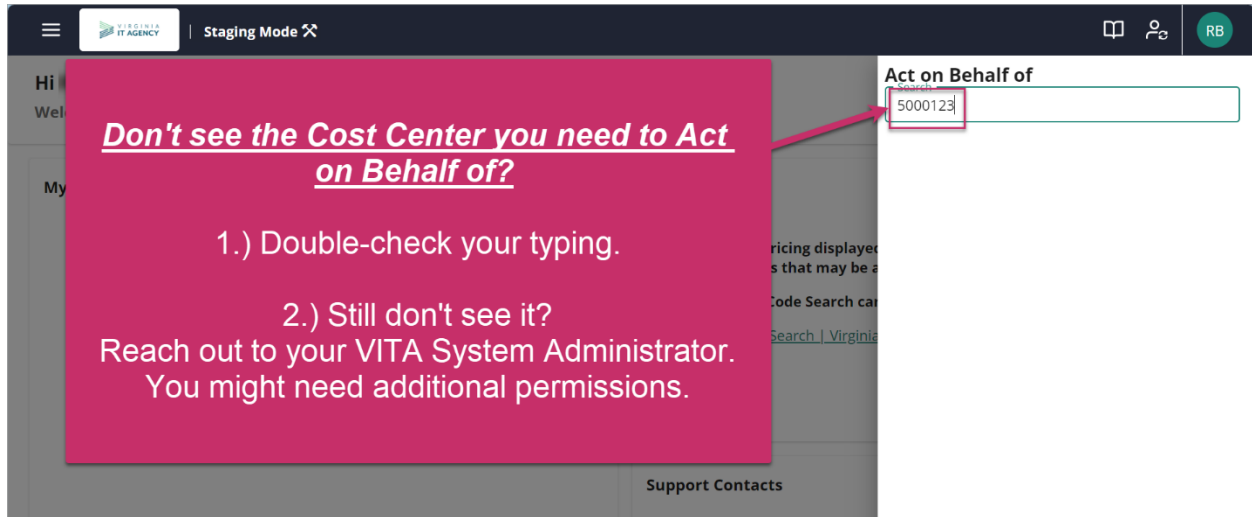 VIRGINIA
IT AGENCY
| Staging Mode
RB
Hi
Act on Behalf of
Search
5000123
Don't see the Cost Center you need to Act
on Behalf of?
1.) Double-check your typing.
2.) Still don't see it?
Reach out to your VITA System Administrator.
You might need additional permissions.
My
ricing displayed
s that may be a
Code Search car
Search | Virginia
Support Contacts